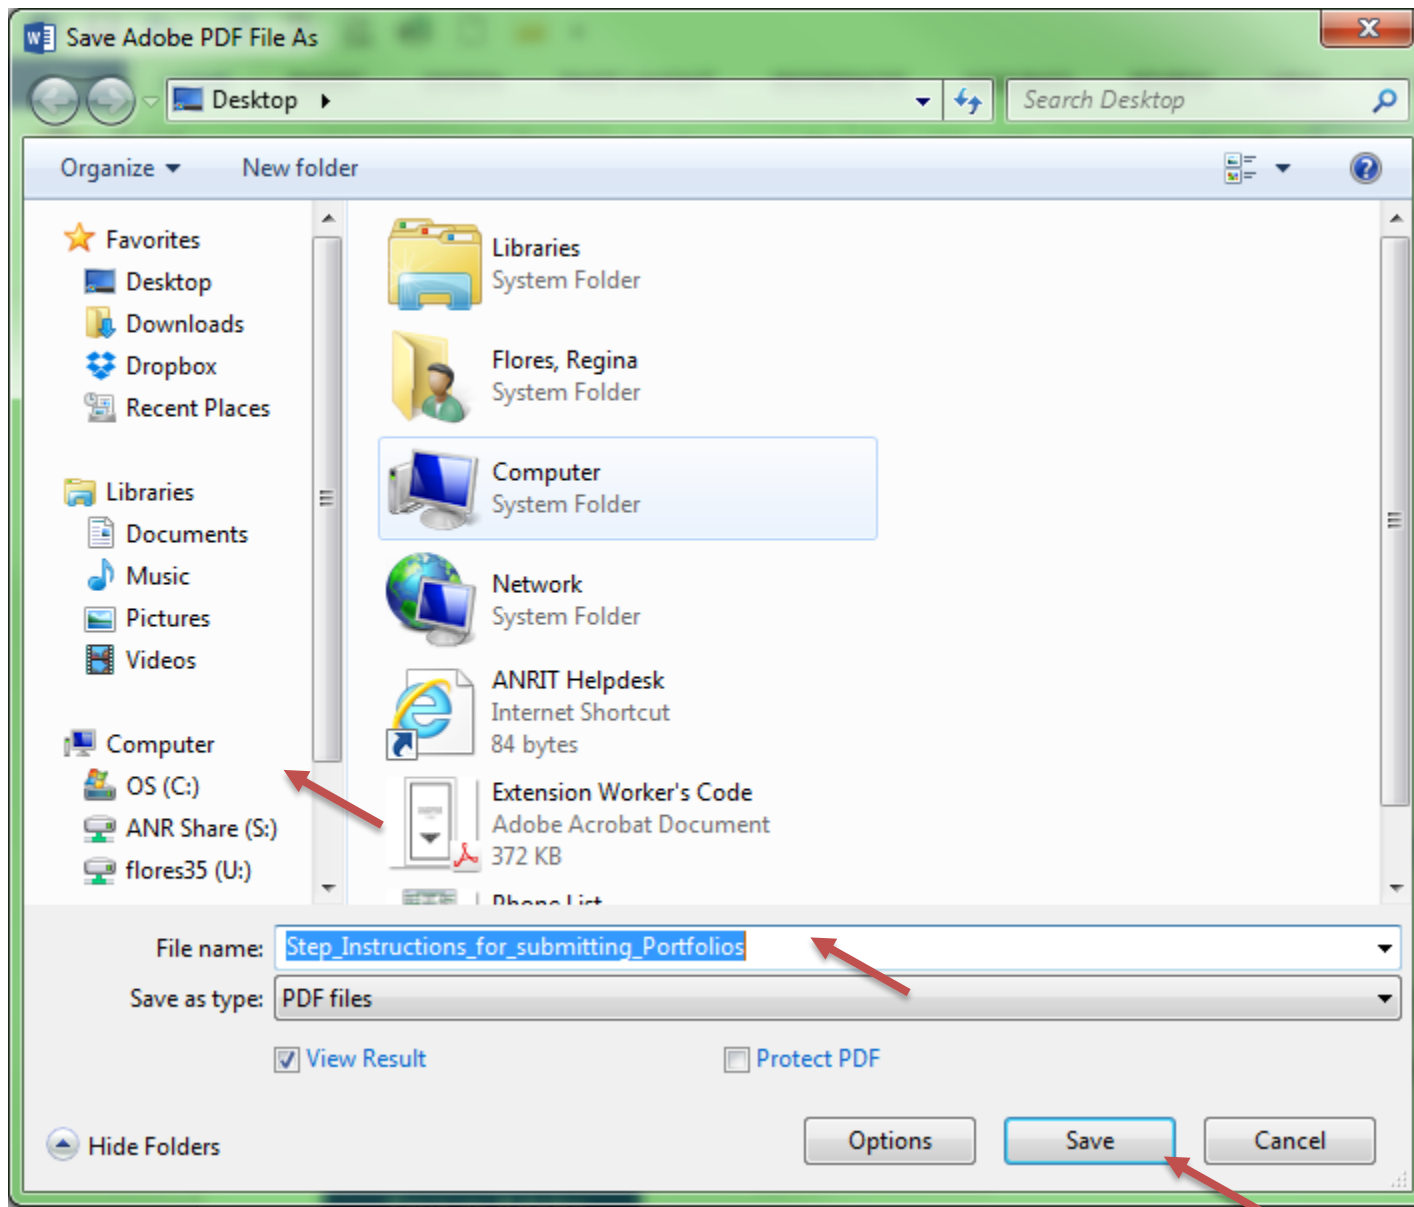 Save Adobe PDF File As
Desktop
Search Desktop
Organize
New folder
Favorites
Desktop
Downloads
Dropbox
Recent Places
Libraries
Documents
Music
Pictures
Videos
Computer
OS (C:)
ANR Share (S:)
flores35 (U:)
Libraries
System Folder
Flores, Regina
System Folder
Computer
System Folder
Network
System Folder
ANRIT Helpdesk
Internet Shortcut
84 bytes
Extension Worker's Code
Adobe Acrobat Document
372 KB
Phone List
File name: Step_Instructions_for_submitting_Portfolios
Save as type: PDF files
View Result
Protect PDF
Hide Folders
Options
Save
Cancel